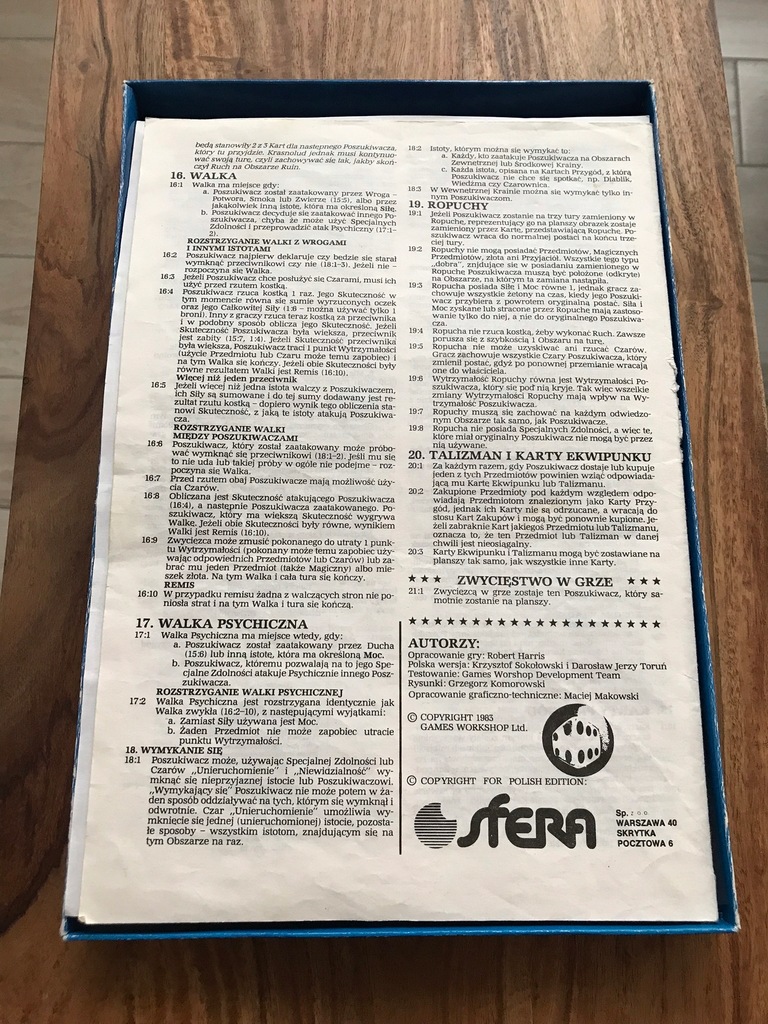 będą stanowiły 2 z 3 Kart dla następnego Poszukiwacza,
który tu przyjdzie. Krasnolud jednak musi kontynuo-
wać swoją turę, czyli zachowywać się tak, jakby skoń-
czył Ruch na Obszarze Ruin.
16. WALKA
16:1 Walka ma miejsce gdy:
a. Poszukiwacz został zaatakowany przez Wroga –
Potwora, Smoka lub Zwierzę (15:5), albo przez
jakąkolwiek inną istotę, która ma określoną Siłę.
b. Poszukiwacz decyduje się zaatakować innego Po-
szukiwacza, chyba że może użyć Specjalnych
Zdolności i przeprowadzić atak Psychiczny (17:1–
2).
ROZSTRZYGANIE WALKI Z WROGAMI
I INNYMI ISTOTAMI
16:2 Poszukiwacz najpierw deklaruje czy będzie się starał
wymknąć przeciwnikowi czy nie (18:1–3). Jeżeli nie –
rozpoczyna się Walka.
16:3 Jeżeli Poszukiwacz chce posłużyć się Czarami, musi ich
użyć przed rzutem kostką.
16:4 Poszukiwacz rzuca kostką 1 raz. Jego Skuteczność w
tym momencie równa się sumie wyrzuconych oczek
oraz jego Całkowitej Siły (1:6 – można używać tylko 1
broni). Inny z graczy rzuca teraz kostką za przeciwnika
i w podobny sposób oblicza jego Skuteczność. Jeżeli
Skuteczność Poszukiwacza była większa, przeciwnik
jest zabity (15:7, 1:4). Jeżeli Skuteczność przeciwnika
była większa, Poszukiwacz traci 1 punkt Wytrzymałości
(użycie Przedmiotu lub Czaru może temu zapobiec) i
na tym Walka się kończy. Jeżeli obie Skuteczności były
równe rezultatem Walki jest Remis (16:10).
Więcej niż jeden przeciwnik
16:5 Jeżeli więcej niż jedna istota walczy z Poszukiwaczem,
ich Siły są sumowane i do tej sumy dodawany jest re-
zultat rzutu kostką – dopiero wynik tego obliczenia sta-
nowi Skuteczność, z jaką te istoty atakują Poszukiwa-
cza.
ROZSTRZYGANIE WALKI
MIĘDZY POSZUKIWACZAMI
16:6 Poszukiwacz, który został zaatakowany może próbo-
wać wymknąć się przeciwnikowi (18:1–2). Jeśli mu się
to nie uda lub takiej próby w ogóle nie podejmie – roz-
poczyna się Walka.
16:7 Przed rzutem obaj Poszukiwacze mają możliwość uży-
cia Czarów.
16:8 Obliczana jest Skuteczność atakującego Poszukiwacza
(16:4), a następnie Poszukiwacza zaatakowanego. Po-
szukiwacz, który ma większą Skuteczność wygrywa
Walkę. Jeżeli obie Skuteczności były równe, wynikiem
Walki jest Remis (16:10).
16:9 Zwycięzca może zmusić pokonanego do utraty 1 punk-
tu Wytrzymałości (pokonany może temu zapobiec uży-
wając odpowiednich Przedmiotów lub Czarów) lub za-
brać mu jeden Przedmiot (także Magiczny) albo mie-
szek złota. Na tym Walka i cała tura się kończy.
REMIS
16:10 W przypadku remisu żadna z walczących stron nie po-
niosła strat i na tym Walka i tura się kończą.
17. WALKA PSYCHICZNA
17:1 Walka Psychiczna ma miejsce wtedy, gdy:
a. Poszukiwacz został zaatakowany przez Ducha
(15:6) lub inną istotę, która ma określoną Moc.
b. Poszukiwacz, któremu pozwalają na to jego Spe-
cjalne Zdolności atakuje Psychicznie innego Posz-
zukiwacza.
ROZSTRZYGANIE WALKI PSYCHICZNEJ
17:2 Walka Psychiczna jest rozstrzygana identycznie jak
Walka zwykła (16:2–10), z następującymi wyjątkami:
a. Zamiast Siły używana jest Moc.
b. Żaden Przedmiot nie może zapobiec utracie
punktu Wytrzymałości.
18. WYMYKANIE SIĘ
18:1 Poszukiwacz może, używając Specjalnej Zdolności lub
Czarów „Unieruchomienie” i „Niewidzialność” wy-
mknąć się nieprzyjaznej istocie lub Poszukiwaczowi.
„Wymykający się” Poszukiwacz nie może potem w ża-
den sposób oddziaływać na tych, którym się wymknął i
odwrotnie. Czar „Unieruchomienie” umożliwia wy-
mknięcie się jednej (unieruchomionej) istocie, pozosta-
łe sposoby – wszystkim istotom, znajdującym się na
tym Obszarze na raz.
18:2 Istoty, którym można się wymykać to:
a. Każdy, kto zaatakuje Poszukiwacza na Obszarach
Zewnętrznej lub Środkowej Krainy.
c. Każda istota, opisana na Kartach Przygód, z którą
Poszukiwacz nie chce się spotkać, np. Diablik,
Wiedźma czy Czarownica.
18:3 W Wewnętrznej Krainie można się wymykać tylko in-
nym Poszukiwaczom.
19. ROPUCHY
19:1 Jeżeli Poszukiwacz zostanie na trzy tury zamieniony w
Ropuchę, reprezentujący go na planszy obrazek zostaje
zamieniony przez Kartę, przedstawiającą Ropuchę. Po-
szukiwacz wraca do normalnej postaci na końcu trze-
ciej tury.
19:2 Ropuchy nie mogą posiadać Przedmiotów, Magicznych
Przedmiotów, złota ani Przyjaciół. Wszystkie tego typu
„dobra”, znjdujące się w posiadaniu zamienionego w
Ropuchę Poszukiwacza muszą być położone (odkryte)
na Obszarze, na którym ta zamiana nastąpiła.
19:3 Ropucha posiada Siłę i Moc równe 1, jednak gracz za-
chowuje wszystkie żetony na czas, kiedy jego Poszuki-
wacz przybierz z powrotem oryginalną postać. Siła i
Moc zyskane lub stracone przez Ropuchę mają zastoso-
wanie tylko do niej, a nie do oryginalnego Poszukiwa-
cza.
19:4 Ropucha nie rzuca kostką, żeby wykonać Ruch. Zawsze
porusza się z szybkością 1 Obszaru na turę.
19:5 Ropucha nie może uzyskiwać ani rzucać Czarów.
Gracz zachowuje wszystkie Czary Poszukiwacza, który
zmienił postać, gdyż po ponownej przemianie wracają
one do właściciela.
19:6 Wytrzymałość Ropuchy równa jest Wytrzymałości Po-
szukiwacza, który się pod nią kryje. Tak więc wszelkie
zmiany Wytrzymałości Ropuchy mają wpływ na Wy-
trzymałość Poszukiwacza.
19:7 Ropuchy muszą się zachować na każdym odwiedzo-
nym Obszarze tak samo, jak Poszukiwacze.
19:8 Ropucha nie posiada Specjalnych Zdolności, a więc te,
które miał oryginalny Poszukiwacz nie mogą być przez
nią używane.
20. TALIZMAN I KARTY EKWIPUNKU
20:1 Za każdym razem, gdy Poszukiwacz dostaje lub kupuje
jeden z tych Przedmiotów powinien wziąć odpowiada-
jącą mu Kartę Ekwipunku lub Talizmanu.
20:2 Zakupione Przedmioty pod każdym względem odpo-
wiadają Przedmiotom znalezionym jako Karty Przy-
gód, jednak ich Karty nie są odrzucane, a wracają do
stosu Kart Zakupów i mogą być ponownie kupione. Je-
żeli zabraknie Kart jakiegoś Przedmiotu lub Talizmanu,
oznacza to, że ten Przedmiot lub Talizman w danej
chwili jest nieosiągalny.
20:3 Karty Ekwipunku i Talizmanu mogą być zostawiane na
planszy tak samo, jak wszystkie inne Karty.
★ ★ ★ ZWYCIĘSTWO W GRZE ★ ★ ★
21:1 Zwycięzcą w grze zostaje ten Poszukiwacz, który sa-
motnie zostanie na planszy.
AUTORZY:
Opracowanie gry: Robert Harris
Polska wersja: Krzysztof Sokołowski i Darosław Jerzy Toruń
Testowanie: Games Worshop Development Team
Rysunki: Grzegorz Komorowski
Opracowanie graficzno-techniczne: Maciej Makowski
© COPYRIGHT 1983
GAMES WORKSHOP Ltd.
© COPYRIGHT FOR POLISH EDITION:
SFERA
Sp. z o o
WARSZAWA 40
SKRYTKA
POCZTOWA 6